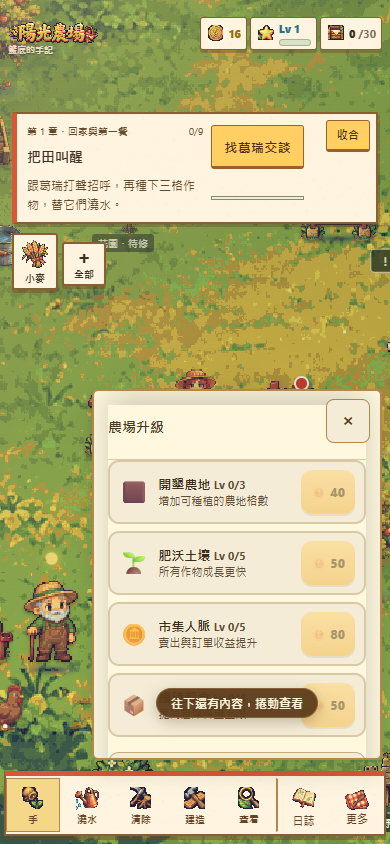 陽光農場
籃底的手記
16
Lv 1
0 /30
第 1 章 · 回家與第一餐
0/9
把田叫醒
跟葛瑞打聲招呼，再種下三格作
物，替它們澆水。
找葛瑞交談
收合
小麥
+
全部
花圃 · 待修
!
農場升級
×
開墾農地 Lv 0/3
增加可種植的農地格數
40
肥沃土壤 Lv 0/5
所有作物成長更快
50
市集人脈 Lv 0/5
賣出與訂單收益提升
80
50
往下還有內容，捲動查看
手
澆水
清除
建造
查看
日誌
更多